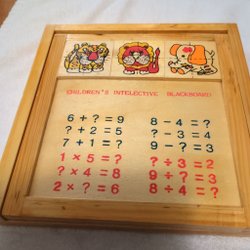 CHILDREN'S INTELECTIVE BLACKBOARD
6 + ? = 9 8 - 4 = ?
? + 2 = 5 ? - 3 = 4
7 + 1 = ? 9 - ? = 3
1 × 5 = ? ? ÷ 3 = 2
? × 4 = 8 9 ÷ ? = 3
2 × ? = 6 8 ÷ 4 = ?